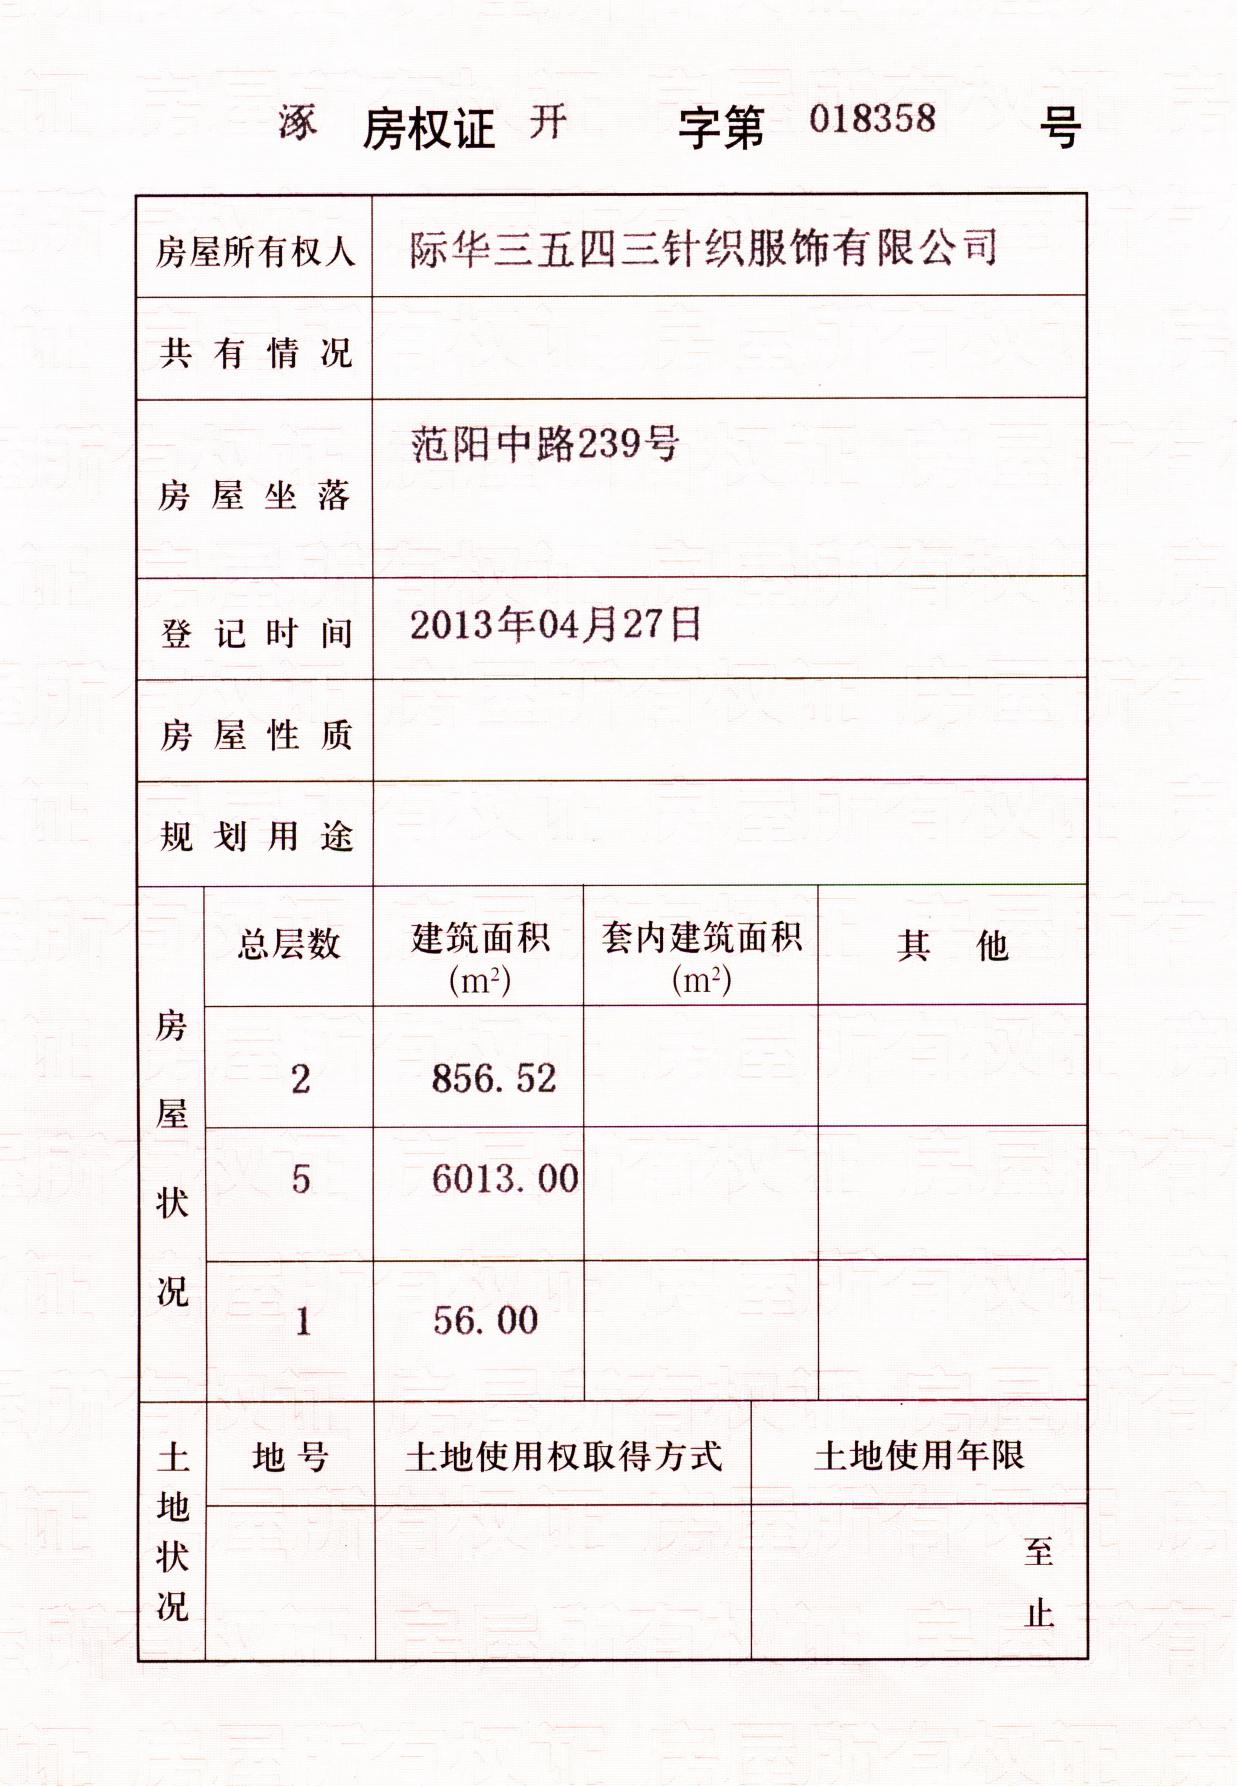 涿 房权证 开 字第 018358 号
房屋所有权人 际华三五四三针织服饰有限公司
共有情况
房屋坐落 范阳中路239号
登记时间 2013年04月27日
房屋性质
规划用途
房屋状况 总层数 建筑面积(m²) 套内建筑面积(m²) 其他
2 856.52
5 6013.00
1 56.00
土地状况 地号 土地使用权取得方式 土地使用年限
至
止